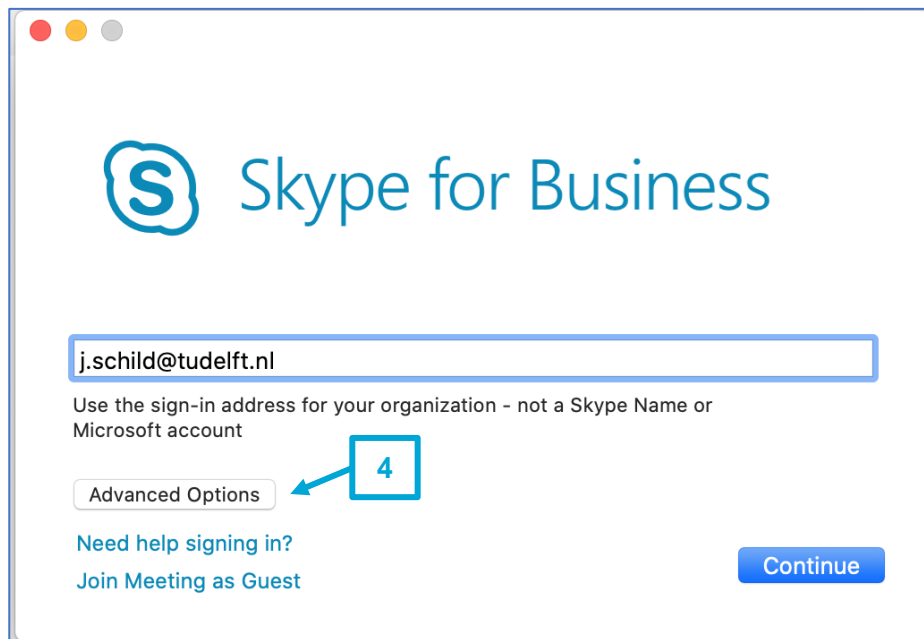 Skype for Business
j.schild@tudelft.nl
Use the sign-in address for your organization - not a Skype Name or
Microsoft account
4
Advanced Options
Need help signing in?
Join Meeting as Guest
Continue